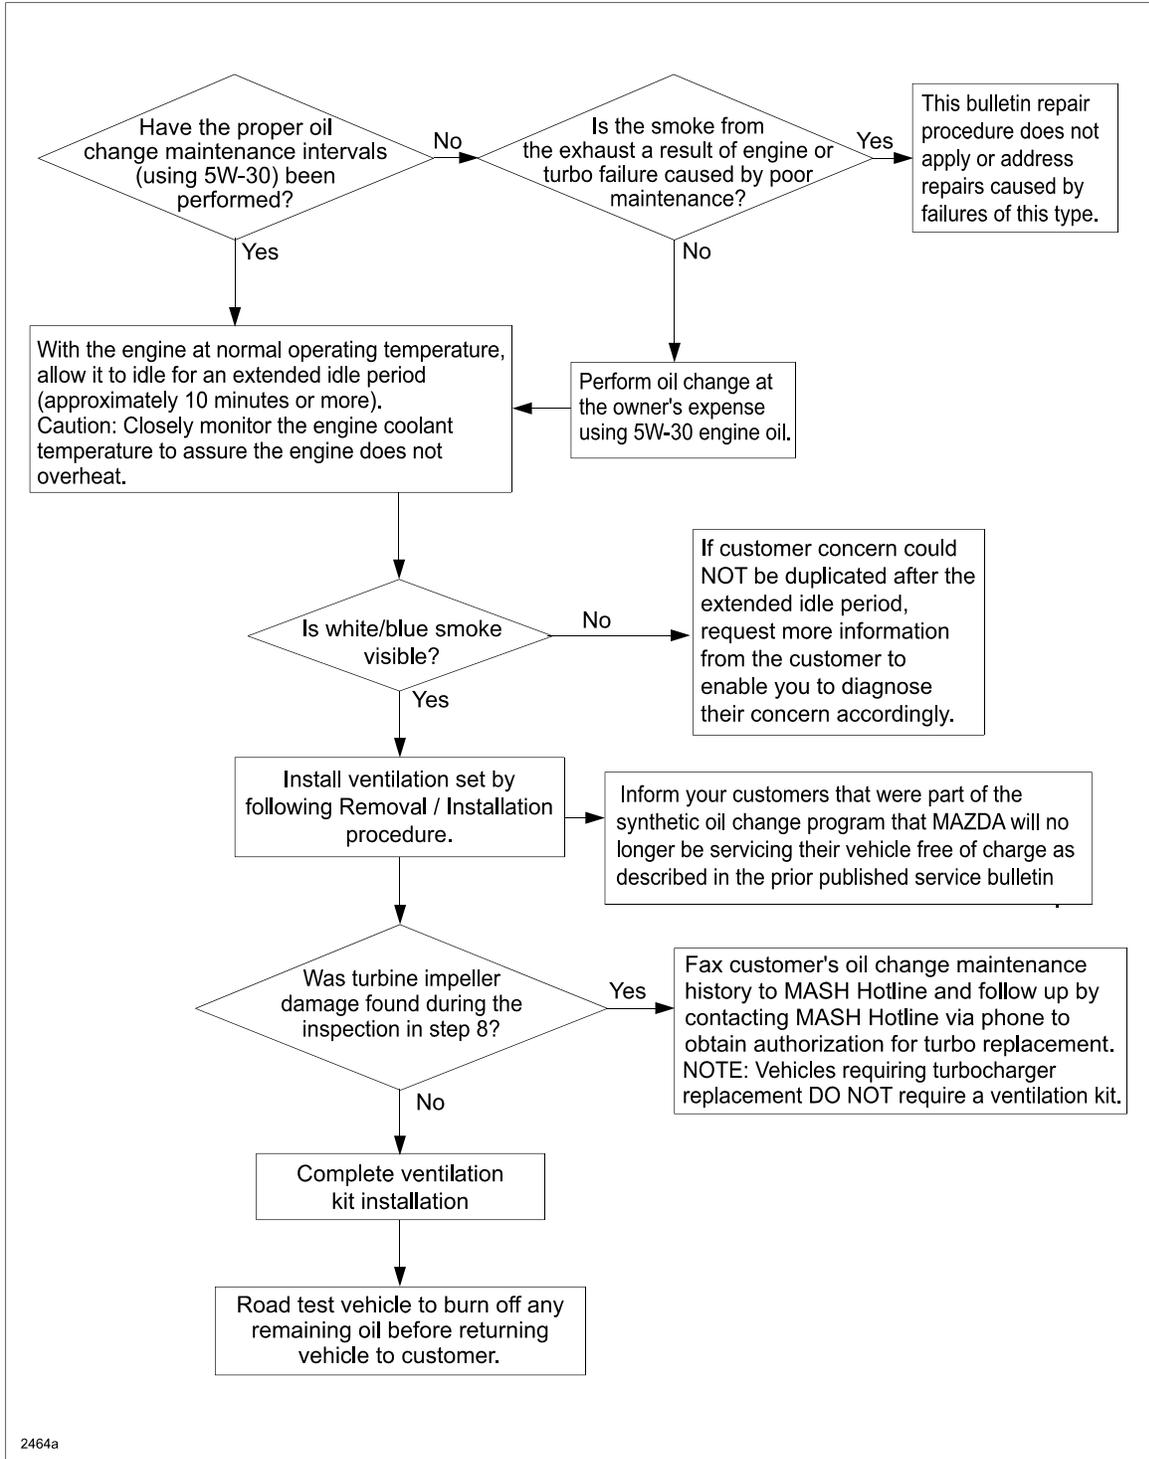 Have the proper oil
change maintenance intervals
(using 5W-30) been
performed?
No
Is the smoke from
the exhaust a result of engine or
turbo failure caused by poor
maintenance?
Yes
This bulletin repair
procedure does not
apply or address
repairs caused by
failures of this type.
Yes
No
With the engine at normal operating temperature,
allow it to idle for an extended idle period
(approximately 10 minutes or more).
Caution: Closely monitor the engine coolant
temperature to assure the engine does not
overheat.
Perform oil change at
the owner's expense
using 5W-30 engine oil.
Is white/blue smoke
visible?
No
If customer concern could
NOT be duplicated after the
extended idle period,
request more information
from the customer to
enable you to diagnose
their concern accordingly.
Yes
Install ventilation set by
following Removal / Installation
procedure.
Inform your customers that were part of the
synthetic oil change program that MAZDA will no
longer be servicing their vehicle free of charge as
described in the prior published service bulletin
.
Was turbine impeller
damage found during the
inspection in step 8?
Yes
Fax customer's oil change maintenance
history to MASH Hotline and follow up by
contacting MASH Hotline via phone to
obtain authorization for turbo replacement.
NOTE: Vehicles requiring turbocharger
replacement DO NOT require a ventilation kit.
No
Complete ventilation
kit installation
Road test vehicle to burn off any
remaining oil before returning
vehicle to customer.
2464a